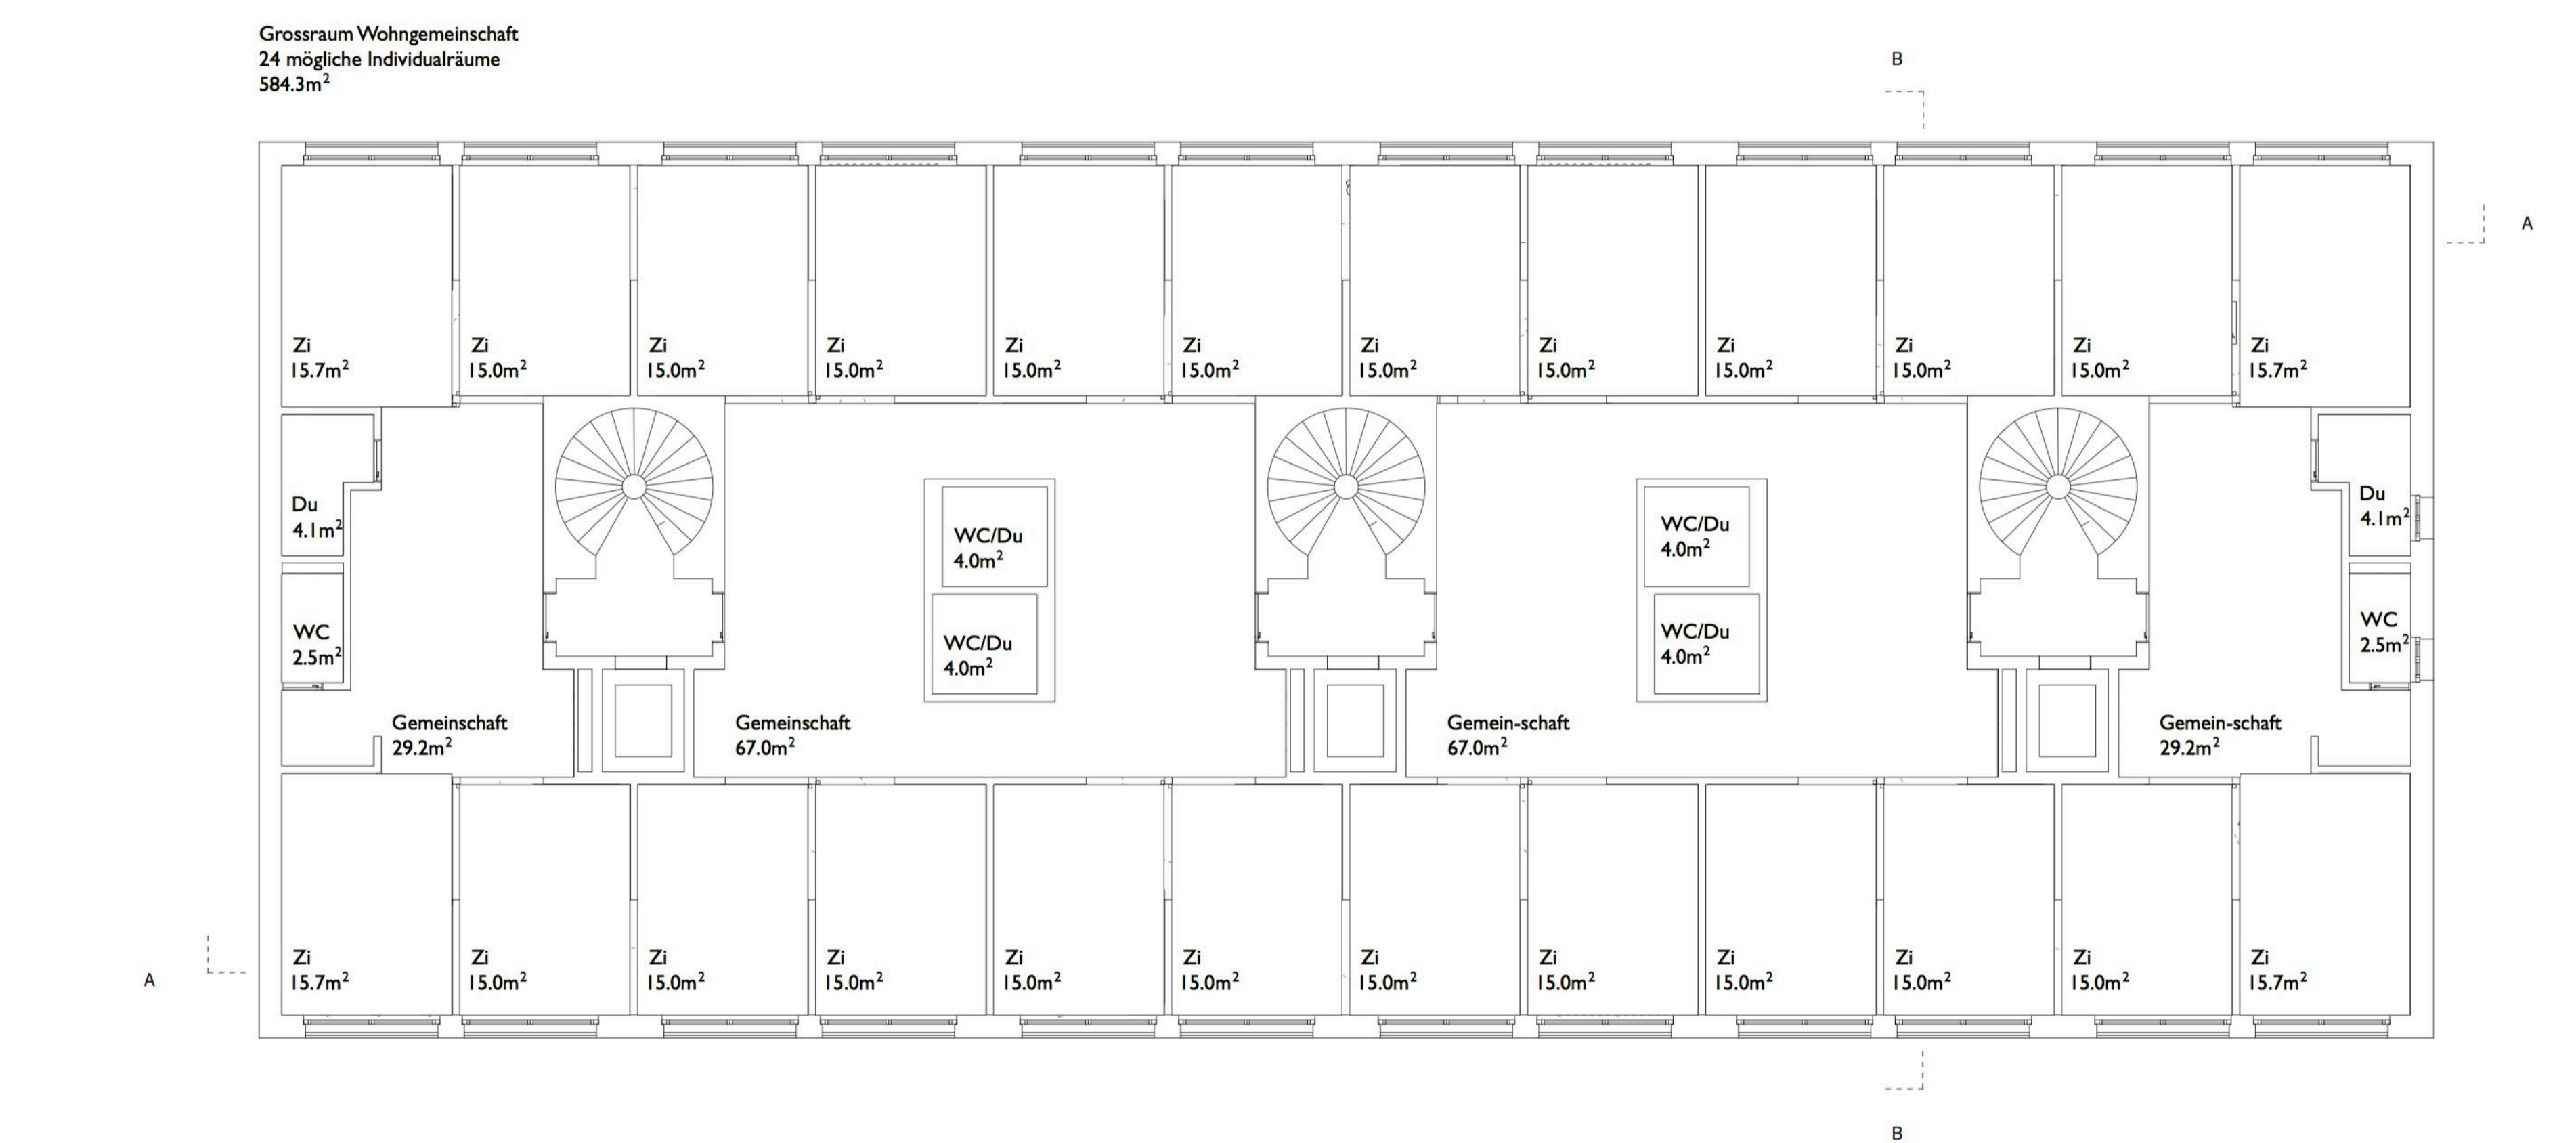 Grossraum Wohngemeinschaft
24 mögliche Individualräume
584.3m²
B
A
Zi
15.7m²
Zi
15.0m²
Zi
15.0m²
Zi
15.0m²
Zi
15.0m²
Zi
15.0m²
Zi
15.0m²
Zi
15.0m²
Zi
15.0m²
Zi
15.0m²
Zi
15.0m²
Zi
15.7m²
Du
4.1m²
WC/Du
4.0m²
WC/Du
4.0m²
Du
4.1m²
WC
2.5m²
WC/Du
4.0m²
WC/Du
4.0m²
WC
2.5m²
Gemeinschaft
29.2m²
Gemeinschaft
67.0m²
Gemein-schaft
67.0m²
Gemein-schaft
29.2m²
Zi
15.7m²
Zi
15.0m²
Zi
15.0m²
Zi
15.0m²
Zi
15.0m²
Zi
15.0m²
Zi
15.0m²
Zi
15.0m²
Zi
15.0m²
Zi
15.0m²
Zi
15.0m²
Zi
15.7m²
A
B